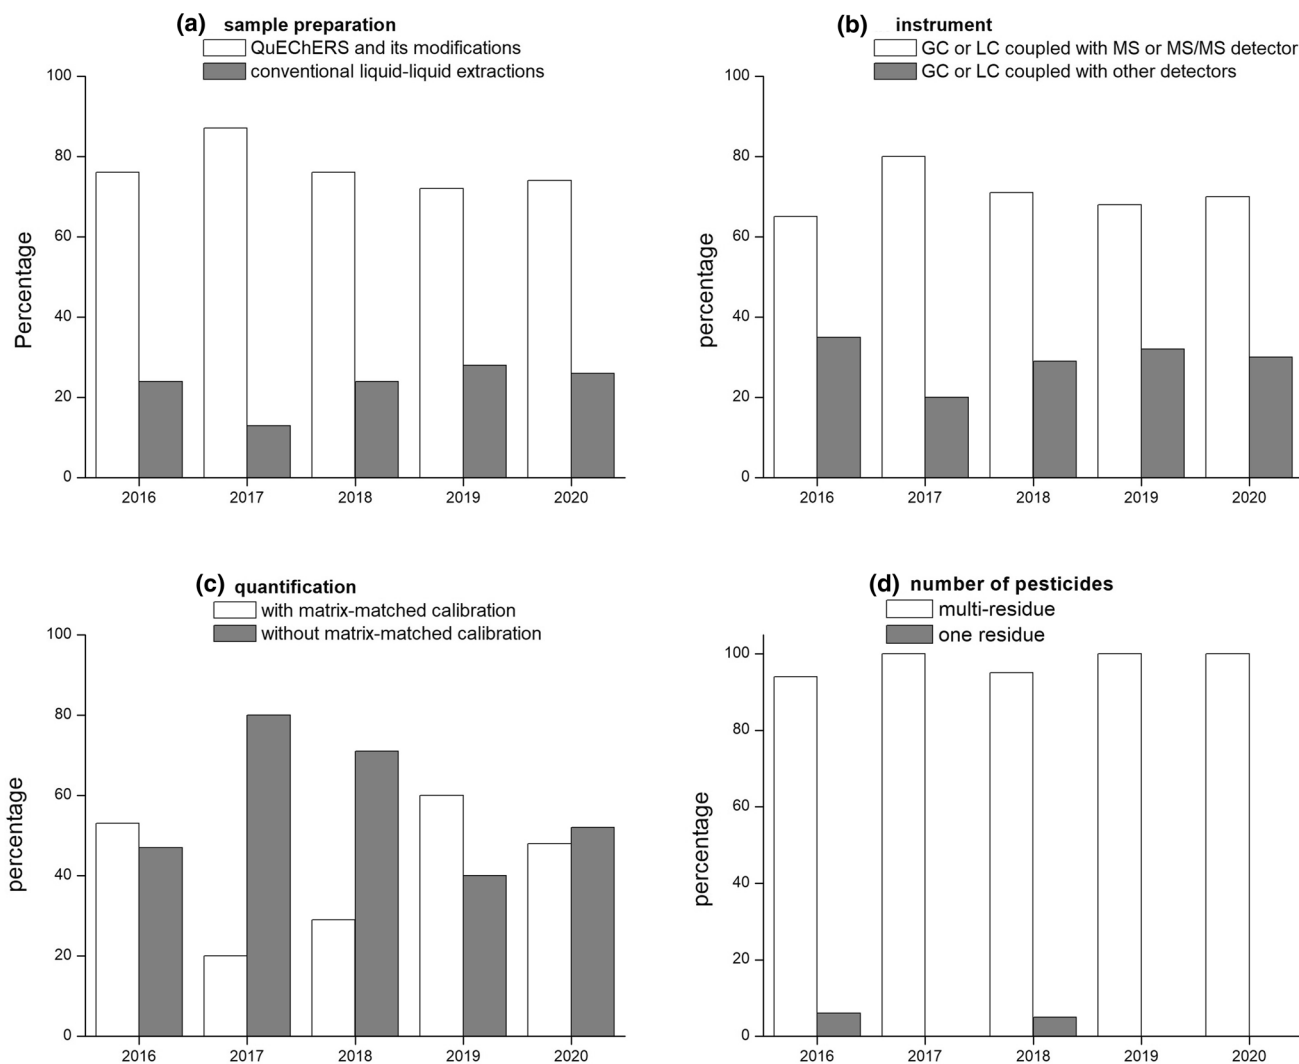 (a) sample preparation
QuEChERS and its modifications
conventional liquid-liquid extractions
100
80
60
40
20
0
Percentage
2016 2017 2018 2019 2020
(b) instrument
GC or LC coupled with MS or MS/MS detector
GC or LC coupled with other detectors
100
80
60
40
20
0
percentage
2016 2017 2018 2019 2020
(c) quantification
with matrix-matched calibration
without matrix-matched calibration
100
80
60
40
20
0
percentage
2016 2017 2018 2019 2020
(d) number of pesticides
multi-residue
one residue
100
80
60
40
20
0
percentage
2016 2017 2018 2019 2020